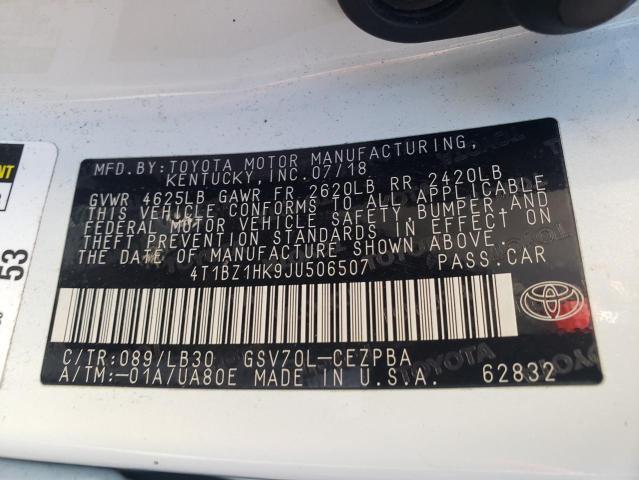 MFD.BY:TOYOTA MOTOR MANUFACTURING,
KENTUCKY INC.07/18
GVWR 4625LB GAWR FR 2620LB RR 2420LB
THIS VEHICLE CONFORMS TO ALL APPLICABLE
FEDERAL MOTOR VEHICLE SAFETY, BUMPER AND
THEFT PREVENTION STANDARDS IN EFFECT ON
THE DATE OF MANUFACTURE SHOWN ABOVE.
4T1BZ1HK9JU506507 PASS.CAR
C/TR:089/LB30 GSV70L-CEZPBA
A/TM:-01A/UA80E MADE IN U.S.A. 62832
TOYOTA
53